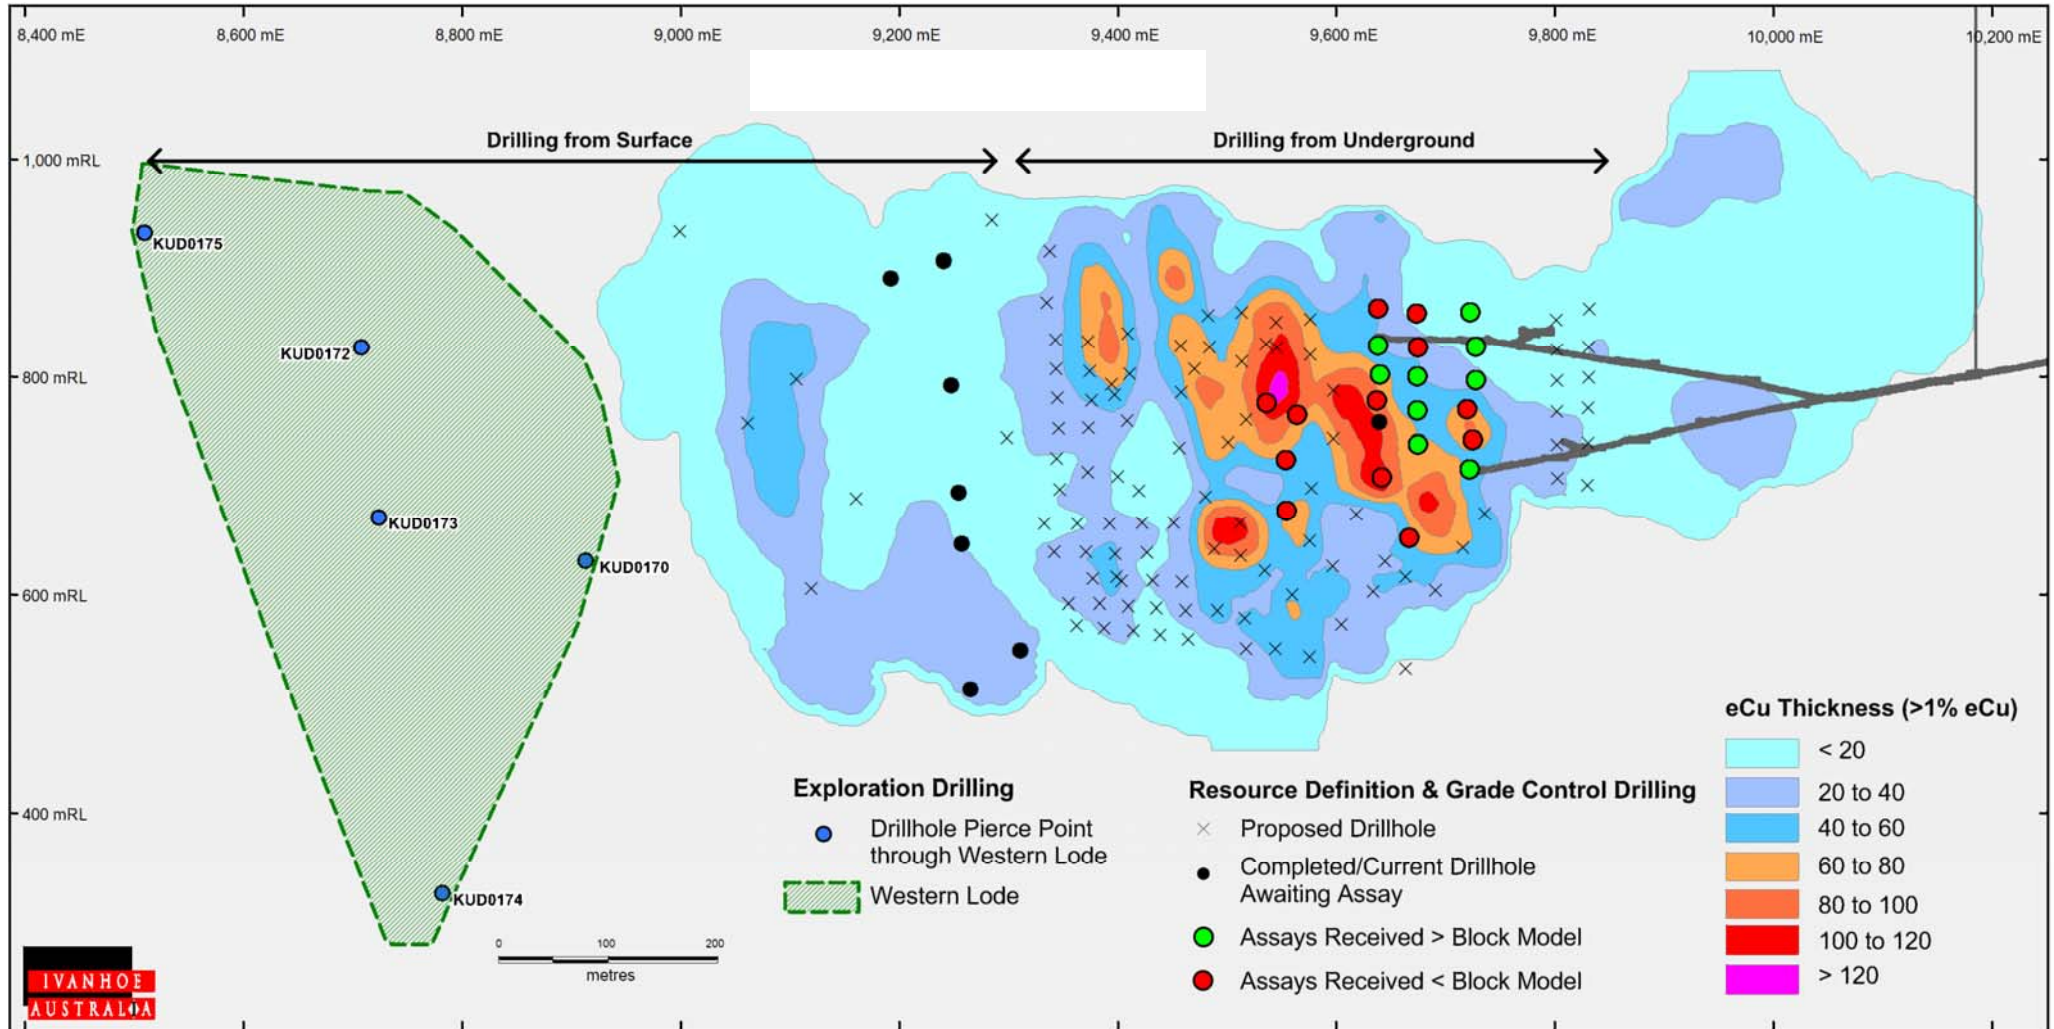 8,400 mE 8,600 mE 8,800 mE 9,000 mE 9,200 mE 9,400 mE 9,600 mE 9,800 mE 10,000 mE 10,200 mE
Drilling from Surface
Drilling from Underground
1,000 mRL
800 mRL
600 mRL
400 mRL
KUD0175
KUD0172
KUD0173
KUD0170
KUD0174
Exploration Drilling
Drillhole Pierce Point
through Western Lode
Western Lode
0 100 200
metres
Resource Definition & Grade Control Drilling
Proposed Drillhole
Completed/Current Drillhole
Awaiting Assay
Assays Received > Block Model
Assays Received < Block Model
eCu Thickness (>1% eCu)
< 20
20 to 40
40 to 60
60 to 80
80 to 100
100 to 120
> 120
IVANHOE
AUSTRALIA